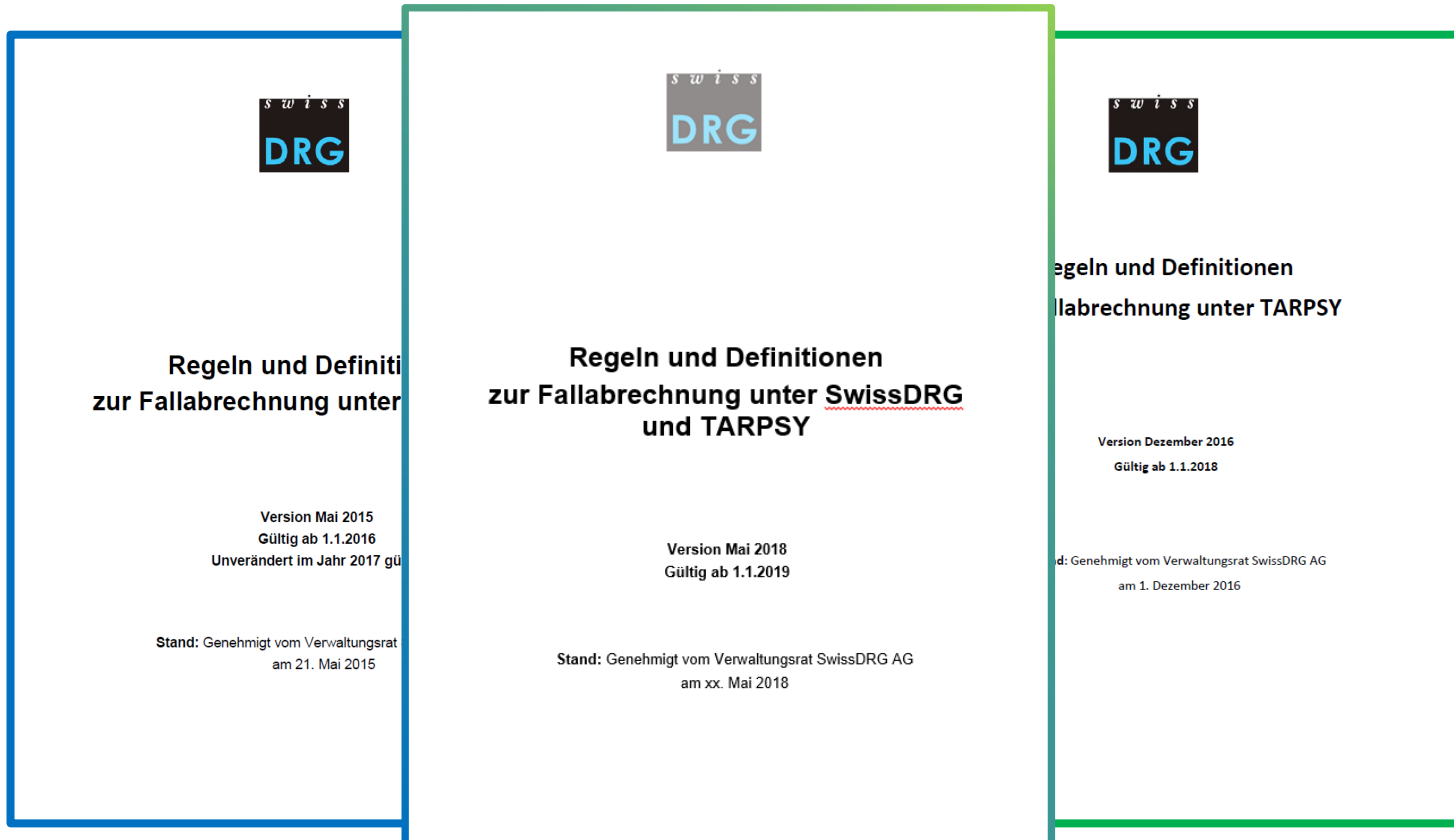 swiss
DRG
Regeln und Definiti
zur Fallabrechnung unter
Version Mai 2015
Gültig ab 1.1.2016
Unverändert im Jahr 2017 gü
Stand: Genehmigt vom Verwaltungsrat
am 21. Mai 2015
swiss
DRG
Regeln und Definitionen
zur Fallabrechnung unter SwissDRG
und TARPSY
Version Mai 2018
Gültig ab 1.1.2019
Stand: Genehmigt vom Verwaltungsrat SwissDRG AG
am xx. Mai 2018
swiss
DRG
egeln und Definitionen
llabrechnung unter TARPSY
Version Dezember 2016
Gültig ab 1.1.2018
d: Genehmigt vom Verwaltungsrat SwissDRG AG
am 1. Dezember 2016